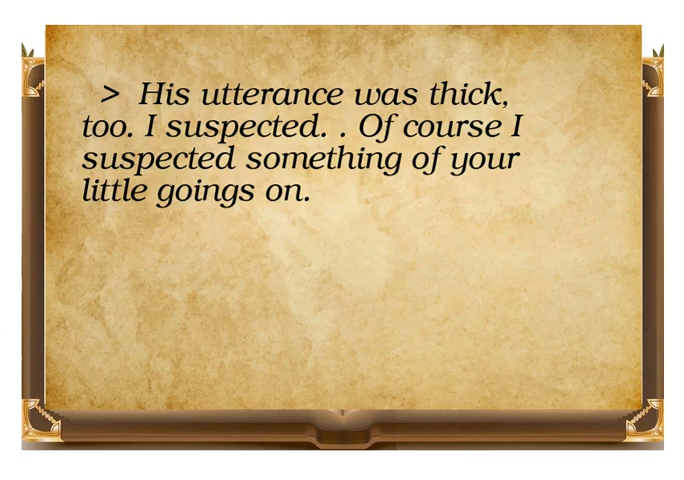 > His utterance was thick,
too. I suspected. . Of course I
suspected something of your
little goings on.